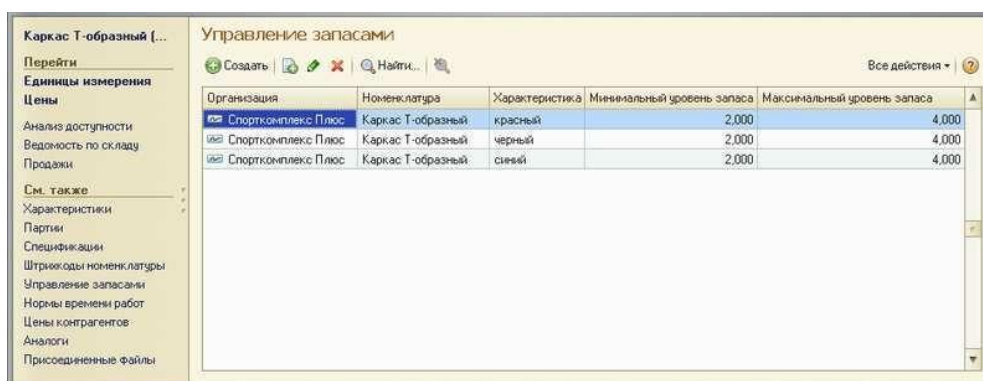 Каркас Т-образный (...
Перейти
Единицы измерения
Цены
Анализ доступности
Ведомость по складу
Продажи
См. также
Характеристики
Партии
Спецификации
Штрихкоды номенклатуры
Управление запасами
Нормы времени работ
Цены контрагентов
Аналоги
Присоединенные файлы
Управление запасами
Создать Найти... Все действия ?
Организация Номенклатура Характеристика Минимальный уровень запаса Максимальный уровень запаса
Спорткомплекс Плюс Каркас Т-образный красный 2,000 4,000
Спорткомплекс Плюс Каркас Т-образный черный 2,000 4,000
Спорткомплекс Плюс Каркас Т-образный синий 2,000 4,000